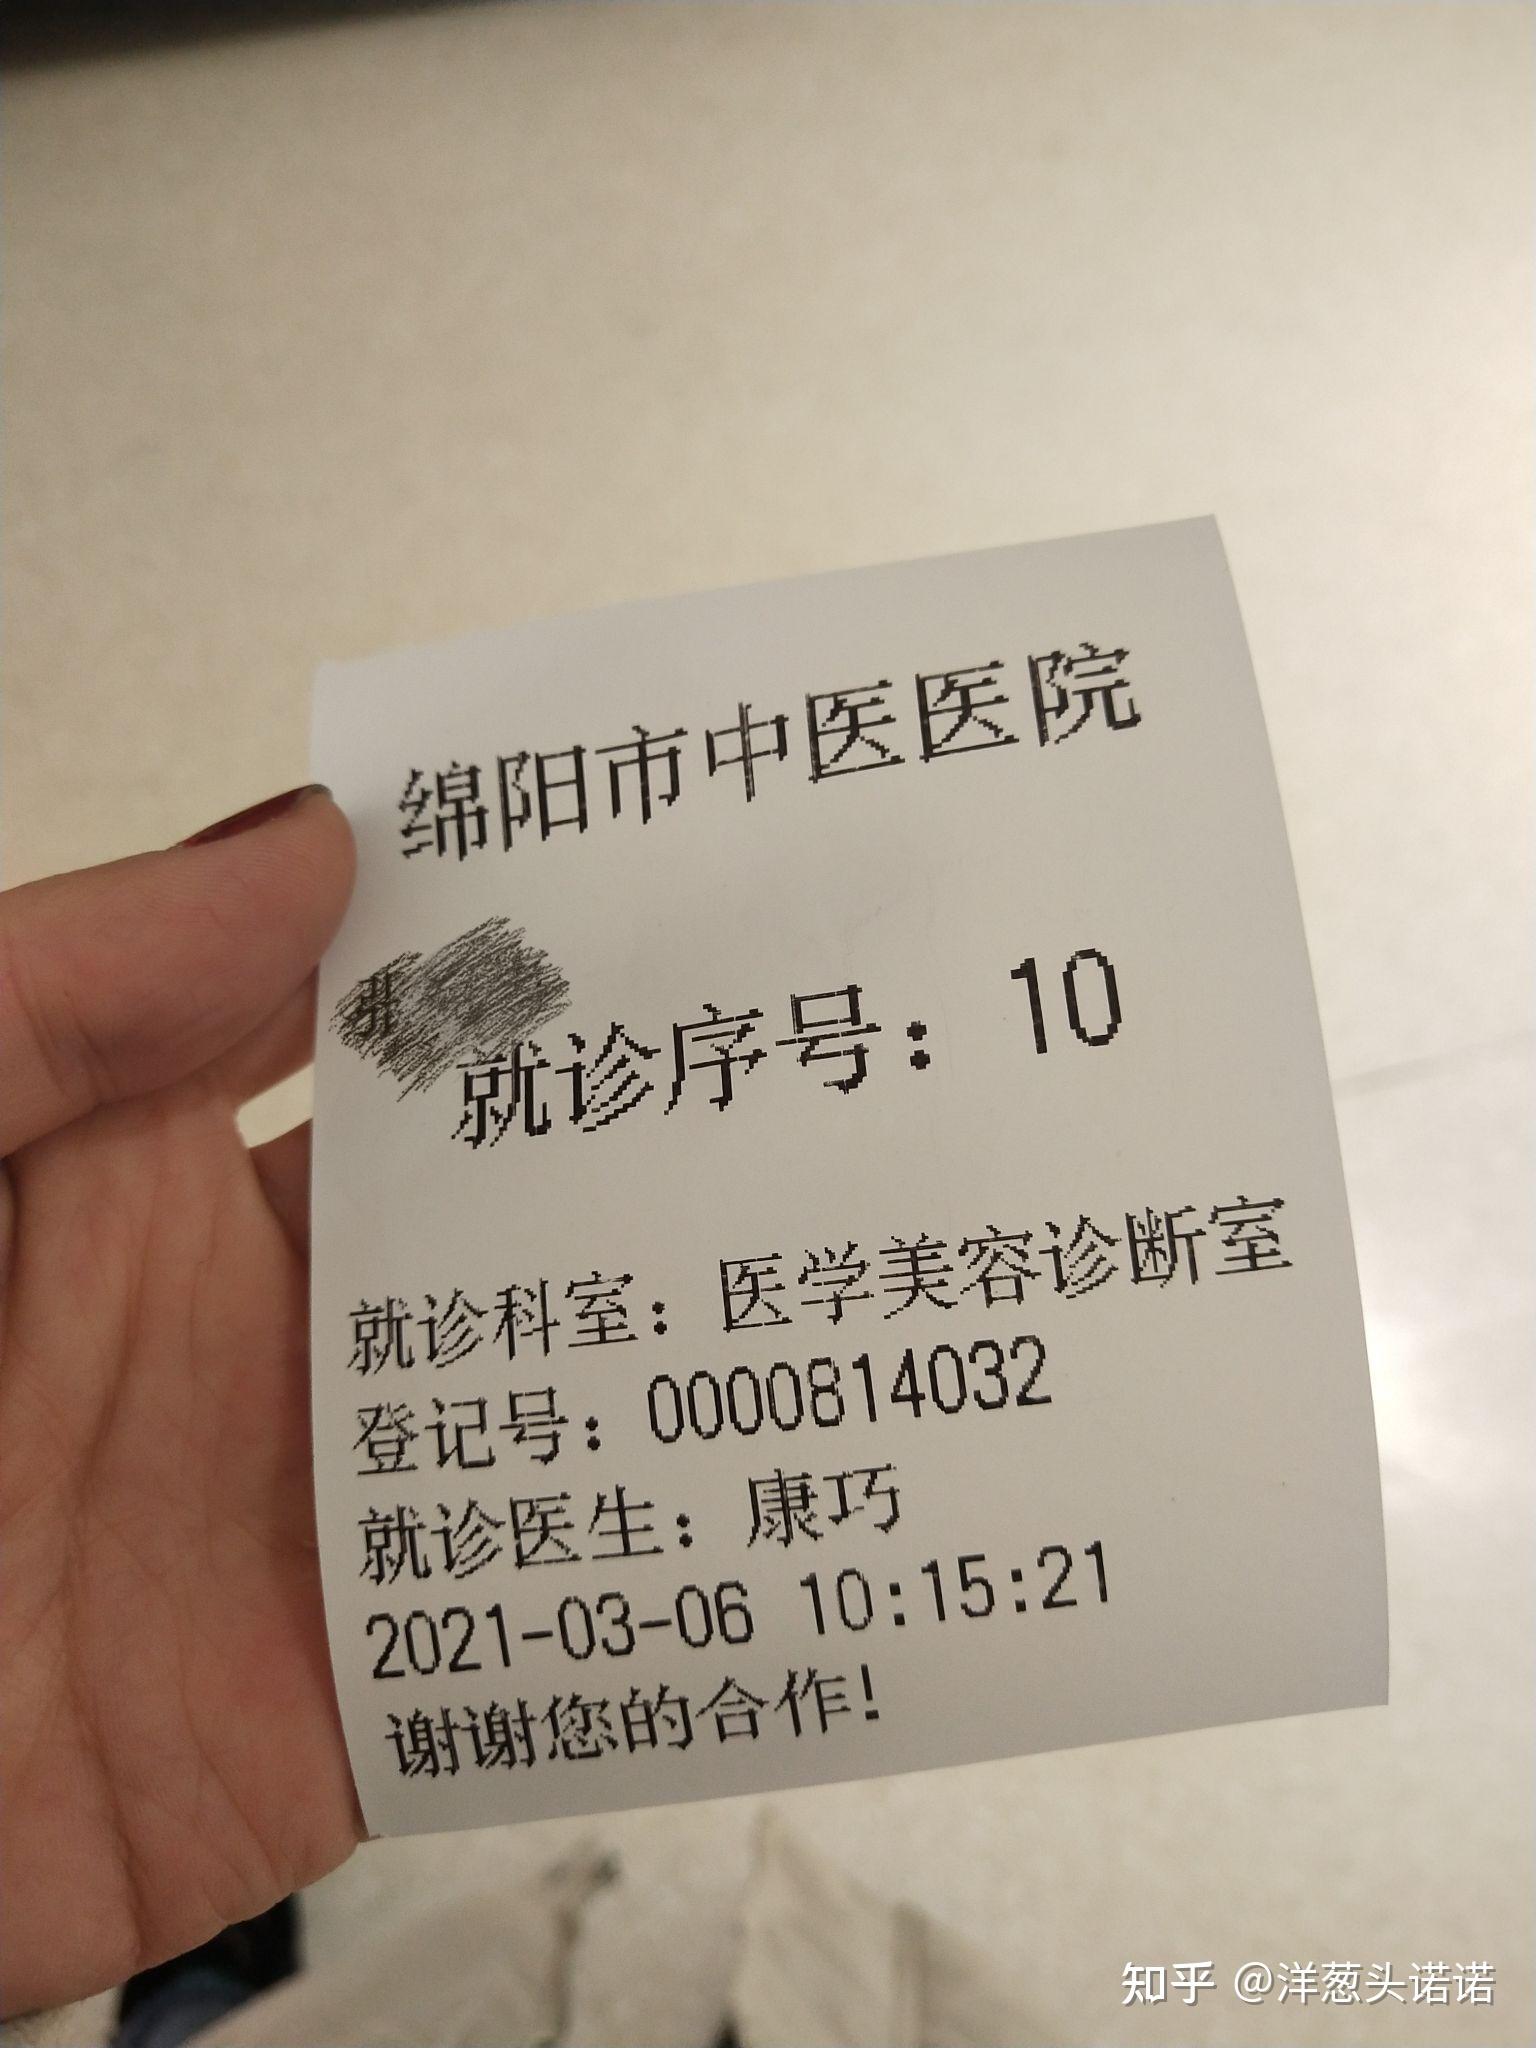 绵阳市中医医院
就诊序号：10
就诊科室：医学美容诊断室
登记号：0000814032
就诊医生：康巧
2021-03-06 10:15:21
谢谢您的合作！
知乎 @洋葱头诺诺